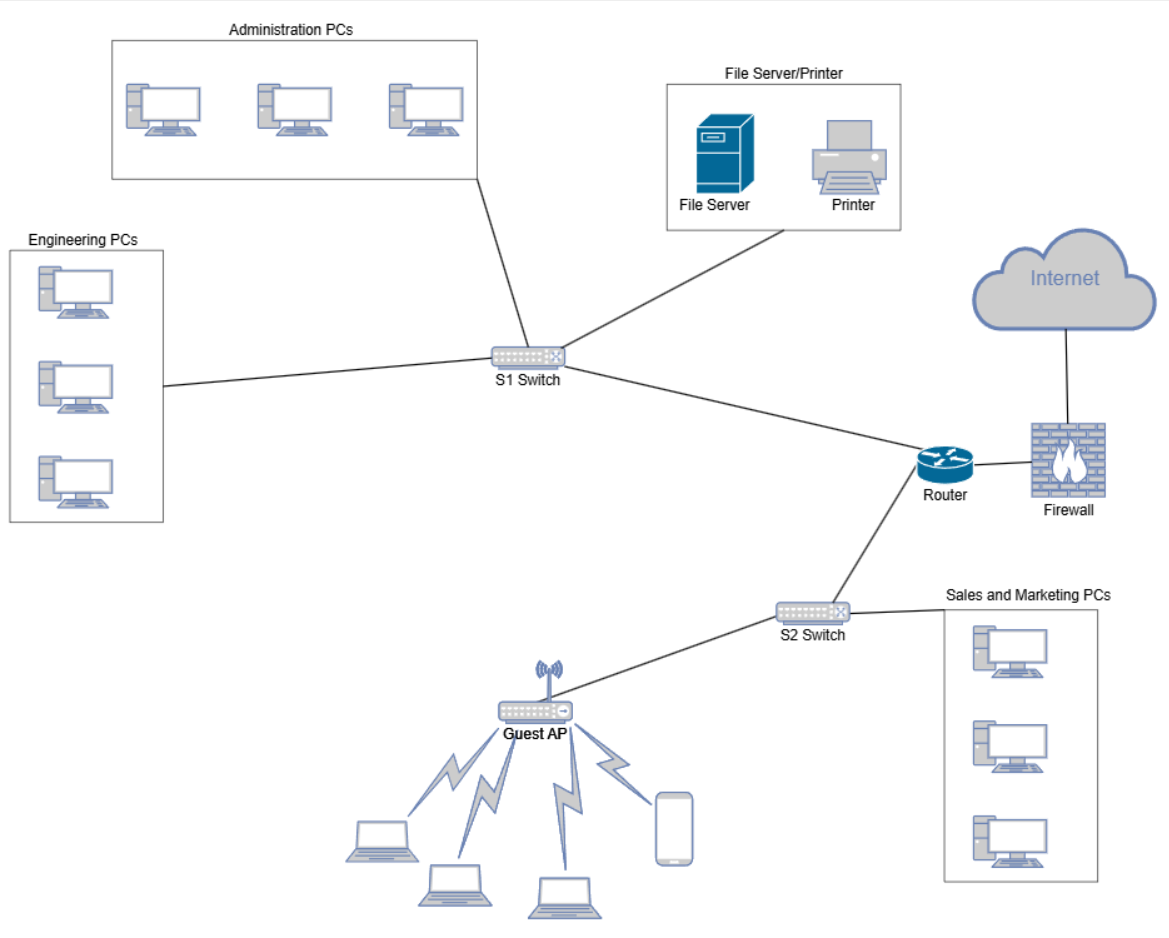 Administration PCs
File Server/Printer
File Server
Printer
Engineering PCs
Internet
S1 Switch
Router
Firewall
Sales and Marketing PCs
S2 Switch
Guest AP